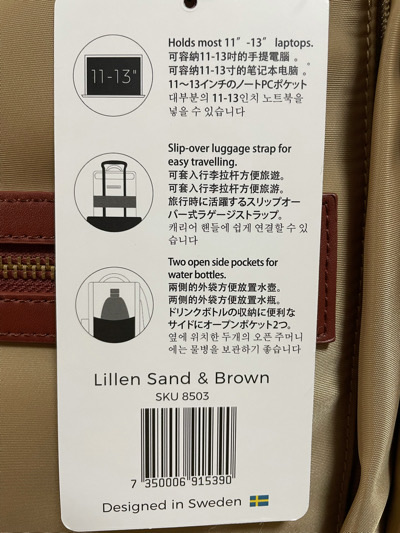 11-13"
Holds most 11" -13" laptops.
可容納11-13吋的手提電腦 。
可容纳11-13寸的笔记本电脑 。
11〜13インチのノートPCポケット
대부분의 11-13인치 노트북을
넣을 수 있습니다
Slip-over luggage strap for
easy travelling.
可套入行李拉杆方便旅遊。
可套入行李拉杆方便旅游。
旅行時に活躍するスリップオー
バー式ラゲージストラップ。
캐리어 핸들에 쉽게 연결할 수 있
습니다
Two open side pockets for
water bottles.
兩側的外袋方便放置水壺。
两侧的外袋方便放置水瓶。
ドリンクボトルの収納に便利な
サイドにオープンポケット2つ。
옆에 위치한 두개의 오픈 주머니
에는 물병을 보관하기 좋습니다
Lillen Sand & Brown
SKU 8503
7 350006 915390
Designed in Sweden